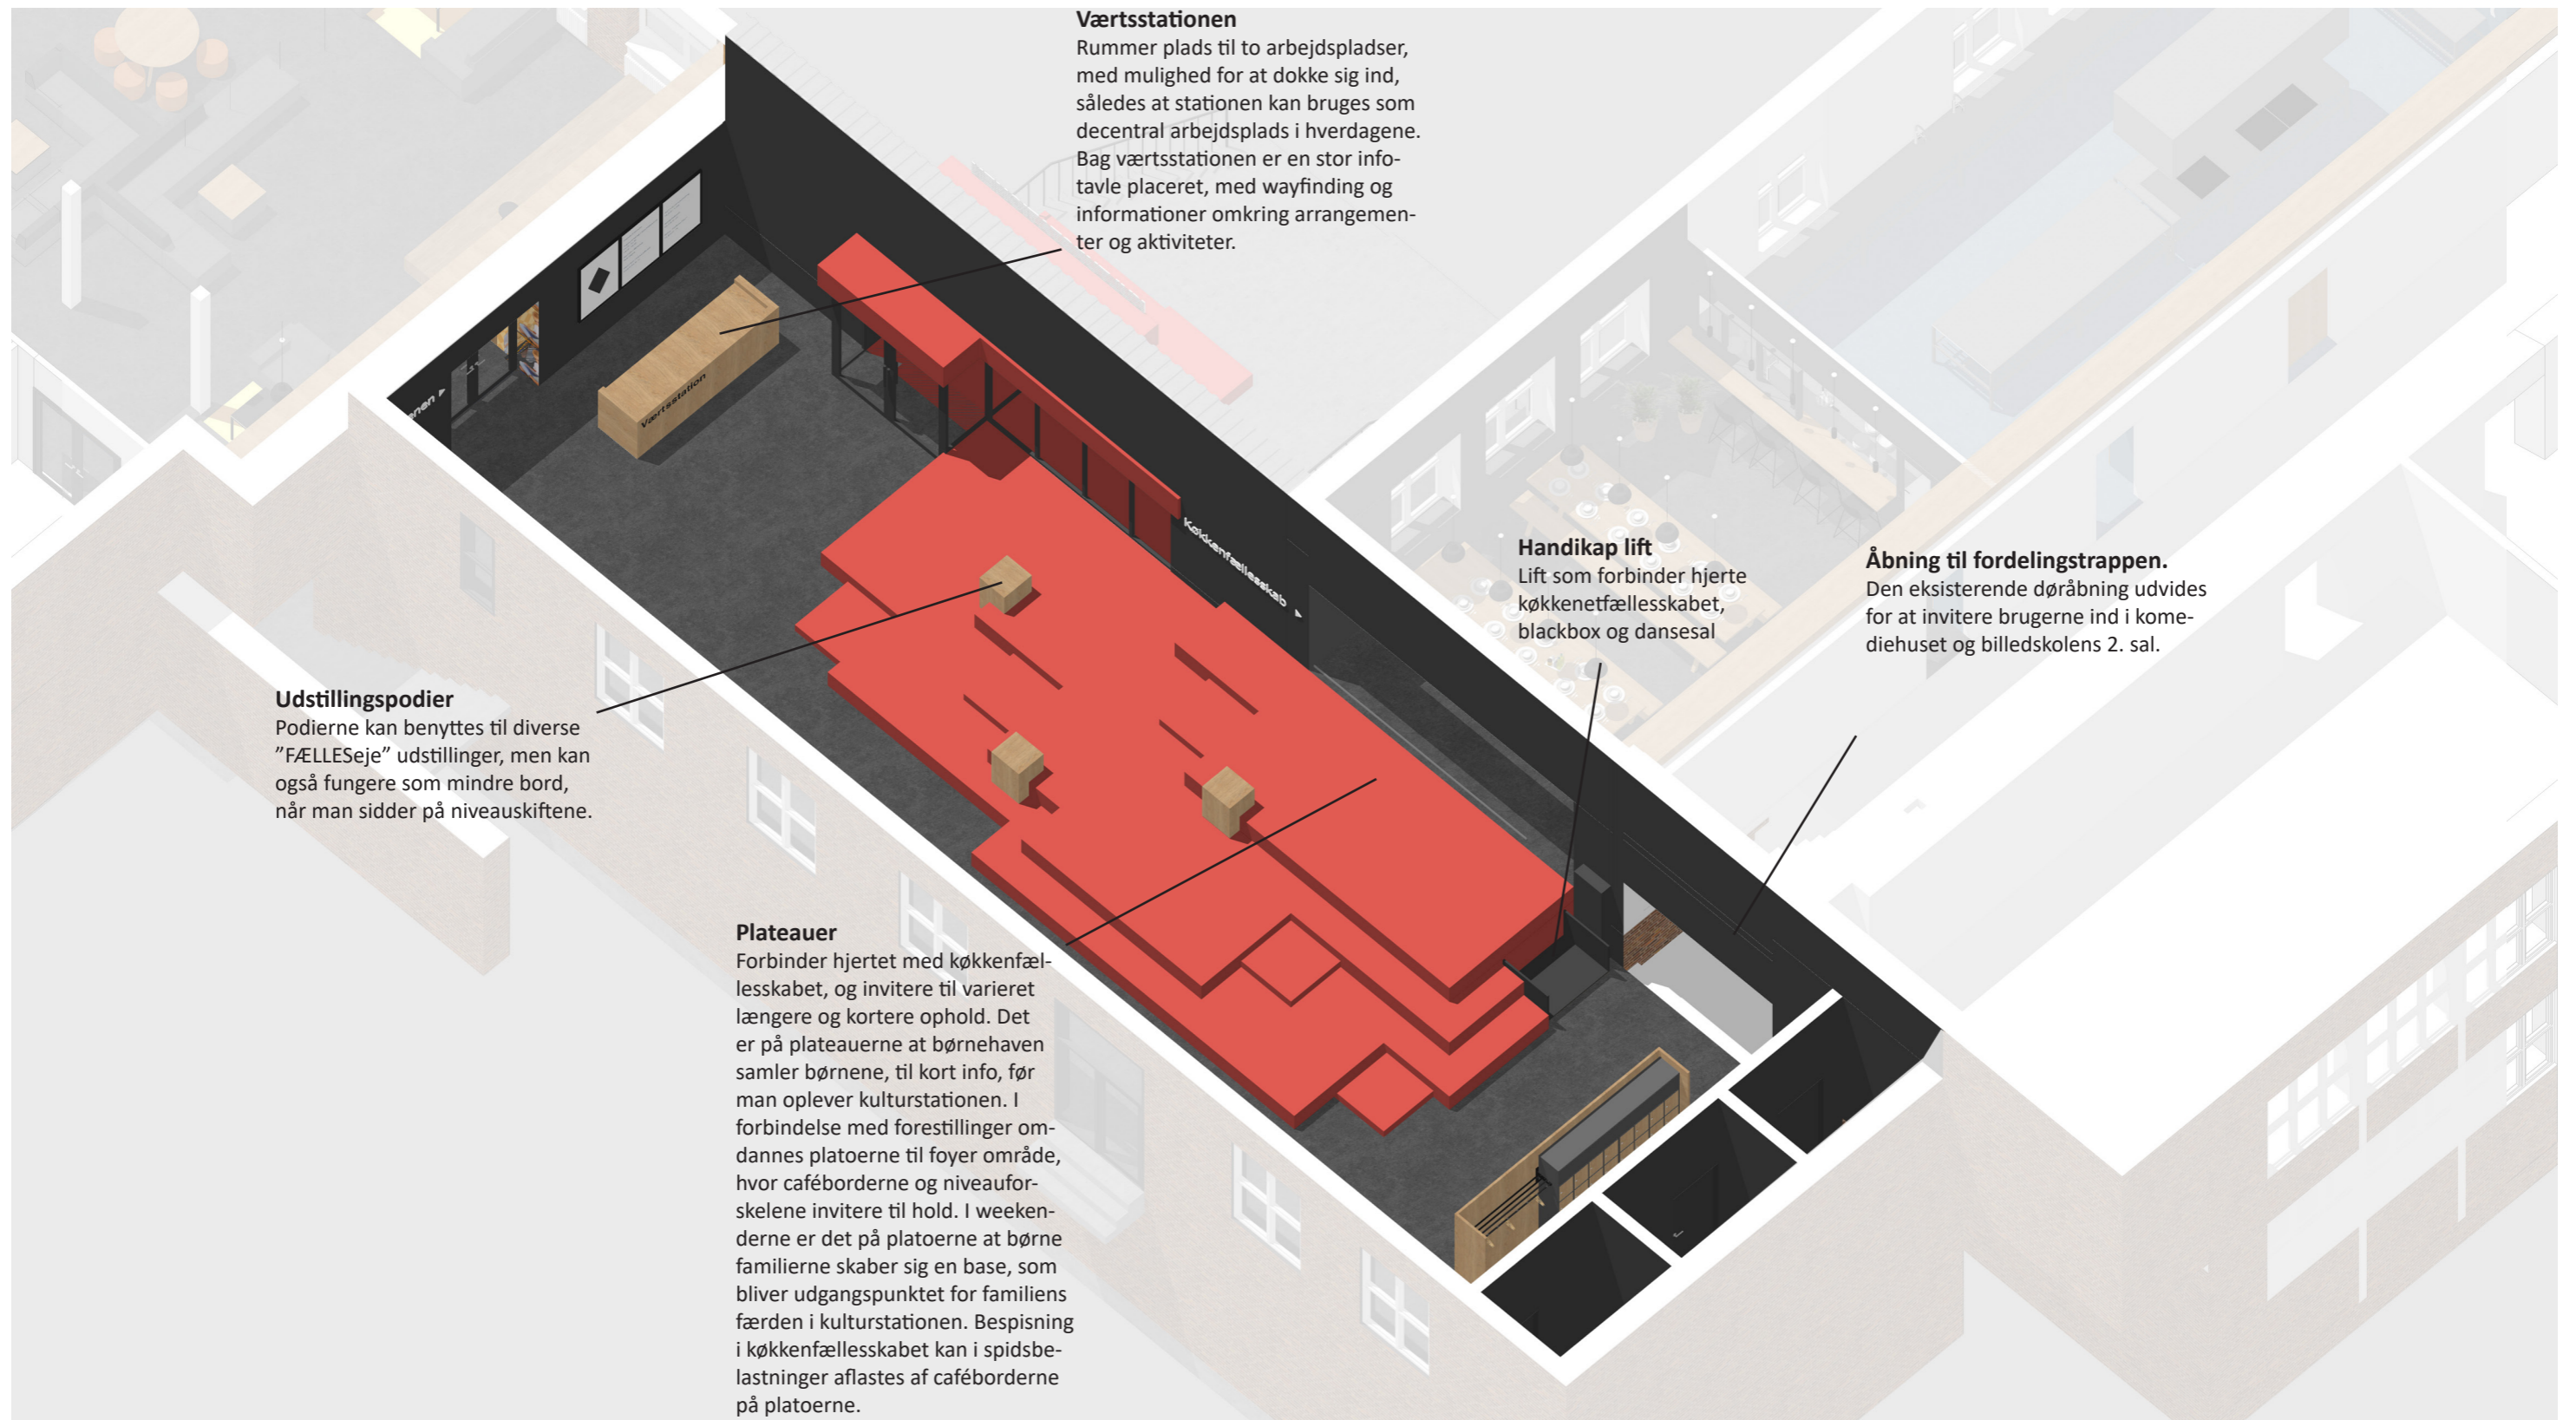 Værtsstationen
Rummer plads til to arbejdspladser,
med mulighed for at dokke sig ind,
således at stationen kan bruges som
decentral arbejdsplads i hverdagene.
Bag værtsstationen er en stor info-
tavle placeret, med wayfinding og
informationer omkring arrangemen-
ter og aktiviteter.
Værtsstation
Køkkenfællesskab
Handikap lift
Lift som forbinder hjerte
køkkenetfællesskabet,
blackbox og dansesal
Åbning til fordelingstrappen.
Den eksisterende døråbning udvides
for at invitere brugerne ind i kome-
diehuset og billedskolens 2. sal.
Udstillingspodier
Podierne kan benyttes til diverse
”FÆLLESeje” udstillinger, men kan
også fungere som mindre bord,
når man sidder på niveauskiftene.
Plateauer
Forbinder hjertet med køkkenfæl-
lesskabet, og invitere til varieret
længere og kortere ophold. Det
er på plateauerne at børnehaven
samler børnene, til kort info, før
man oplever kulturstationen. I
forbindelse med forestillinger om-
dannes platoerne til foyer område,
hvor caféborderne og niveaufor-
skelene invitere til hold. I weeken-
derne er det på platoerne at børne
familierne skaber sig en base, som
bliver udgangspunktet for familiens
færden i kulturstationen. Bespisning
i køkkenfællesskabet kan i spidsbe-
lastninger aflastes af caféborderne
på platoerne.